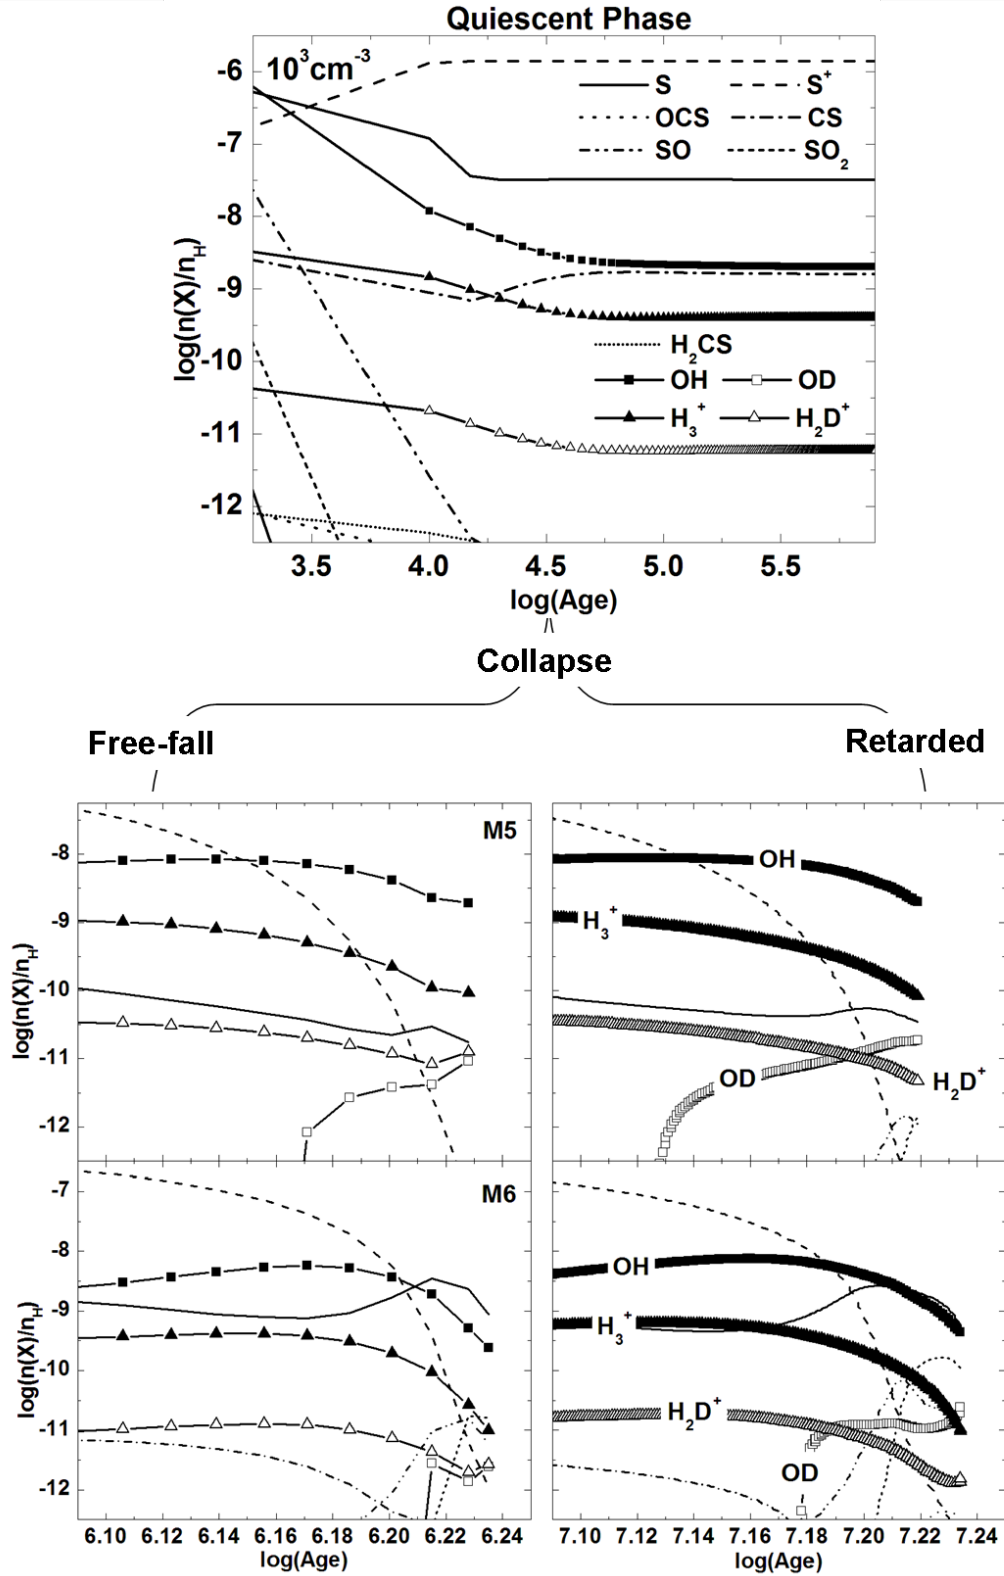 Quiescent Phase
10³cm⁻³
S S⁺
OCS CS
SO SO₂
H₂CS
OH OD
H₃⁺ H₂D⁺
-6
-7
-8
-9
-10
-11
-12
log(n(X)/n_H)
3.5 4.0 4.5 5.0 5.5
log(Age)
Collapse
Free-fall Retarded
M5
-8
-9
-10
-11
-12
log(n(X)/n_H)
OH
H₃⁺
OD
H₂D⁺
M6
-7
-8
-9
-10
-11
-12
log(n(X)/n_H)
OH
H₃⁺
H₂D⁺
OD
6.10 6.12 6.14 6.16 6.18 6.20 6.22 6.24
log(Age)
7.10 7.12 7.14 7.16 7.18 7.20 7.22 7.24
log(Age)